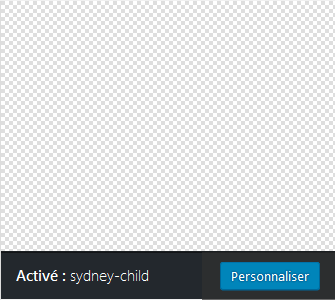 Activé : sydney-child
Personnaliser